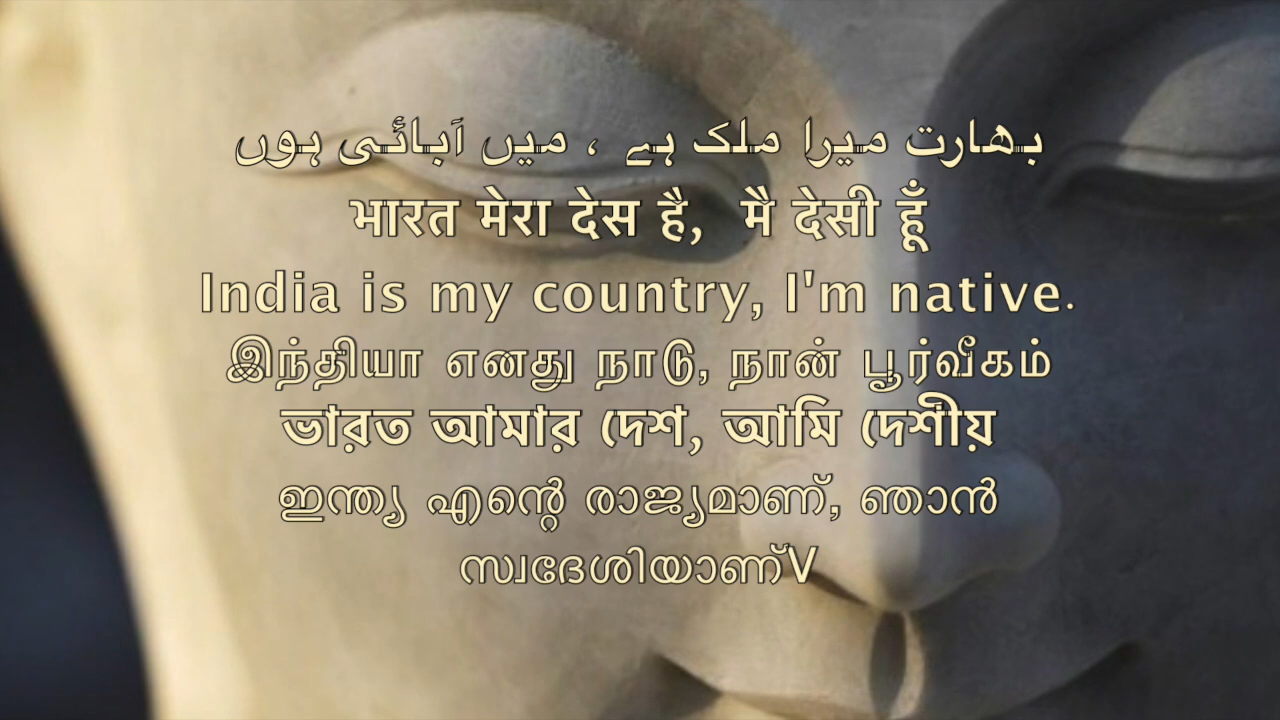 بھارت میرا ملک ہے ، میں آبائی ہوں
भारत मेरा देस है, मै देसी हूँ
India is my country, I'm native.
இந்தியா எனது நாடு, நான் பூர்வீகம்
ভারত আমার দেশ, আমি দেশীয়
ഇന്ത്യ എന്റെ രാജ്യമാണ്, ഞാൻ
സ്വദേശിയാണ്V